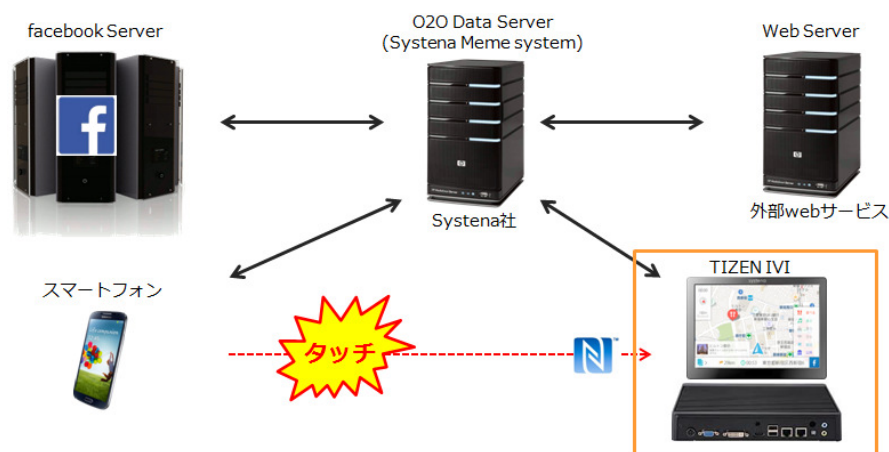 facebook Server
O2O Data Server
(Systena Meme system)
Web Server
Systena社
外部webサービス
スマートフォン
TIZEN IVI
タッチ